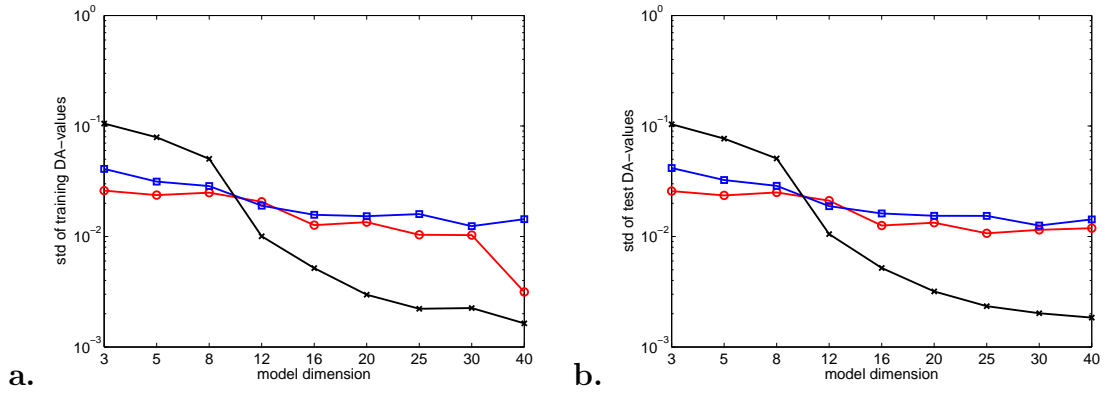 10^0
10^−1
10^−2
10^−3
std of training DA−values
3 5 8 12 16 20 25 30 40
model dimension
a.
10^0
10^−1
10^−2
10^−3
std of test DA−values
3 5 8 12 16 20 25 30 40
model dimension
b.